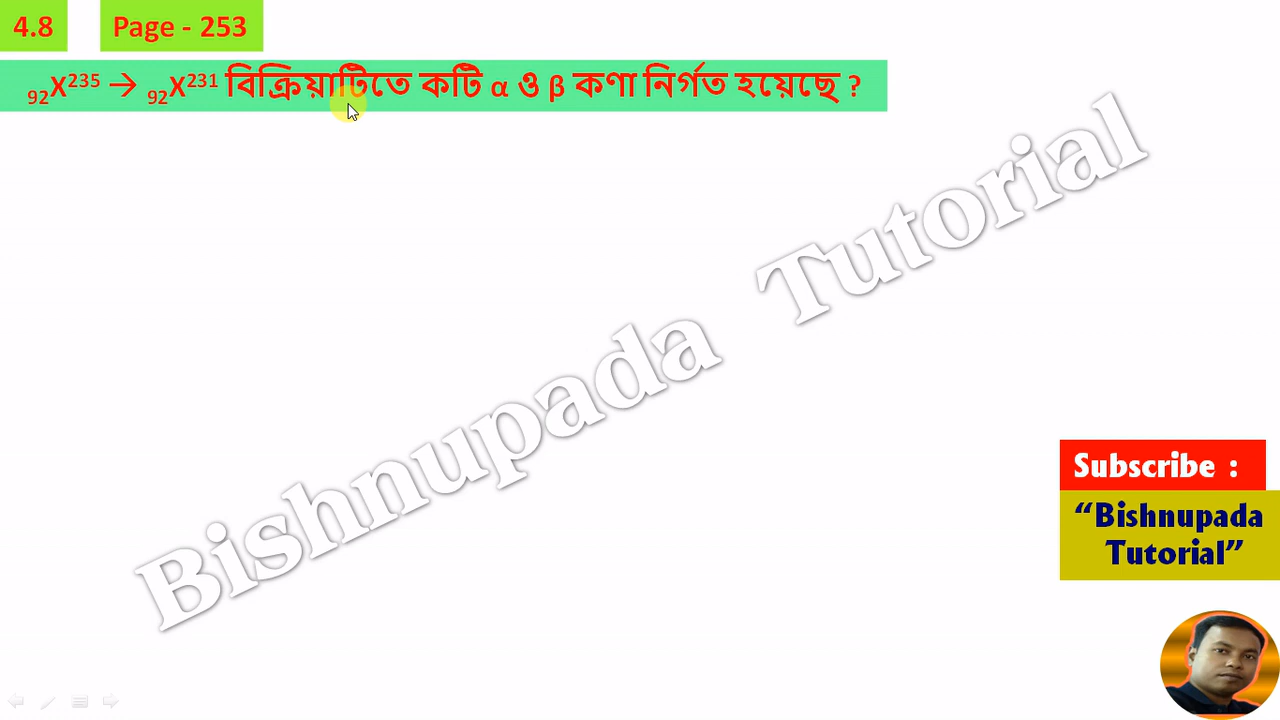 4.8 Page - 253
₉₂X²³⁵ → ₉₂X²³¹ বিক্রিয়াটিতে কটি α ও β কণা নির্গত হয়েছে ?
Bishnupada Tutorial
Subscribe :
“Bishnupada
Tutorial”